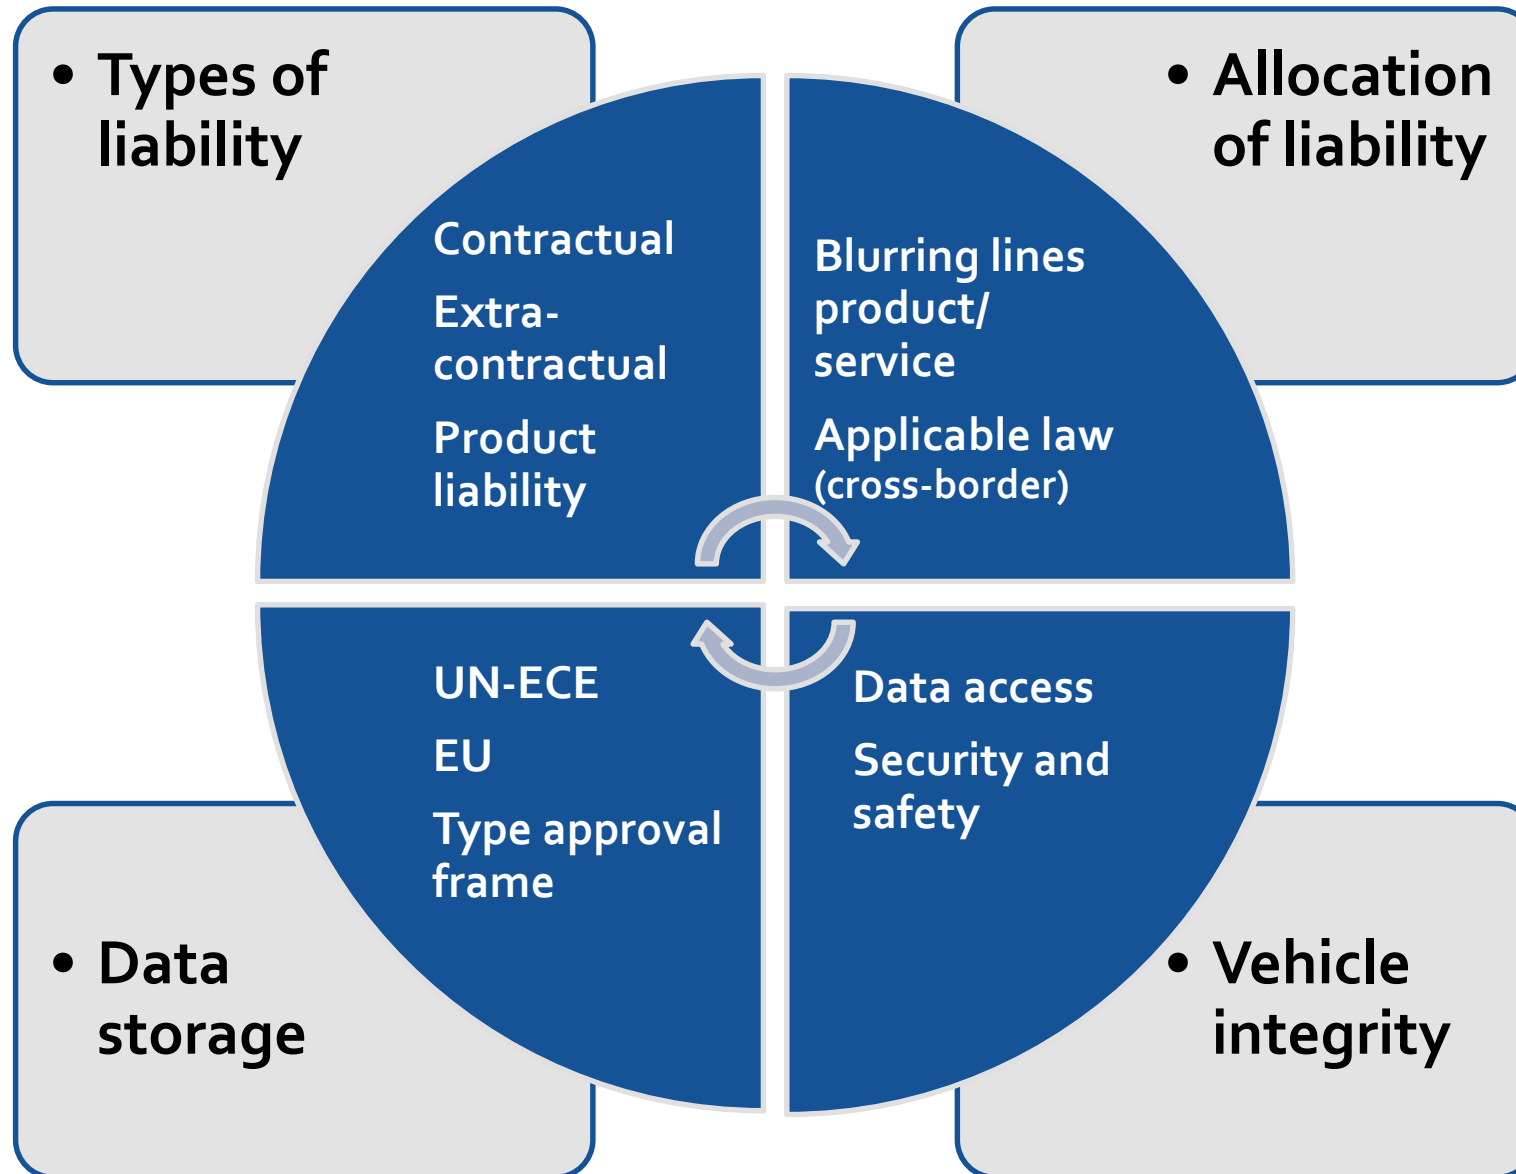 • Types of
liability
Contractual
Extra-
contractual
Product
liability
• Allocation
of liability
Blurring lines
product/
service
Applicable law
(cross-border)
UN-ECE
EU
Type approval
frame
• Data
storage
Data access
Security and
safety
• Vehicle
integrity